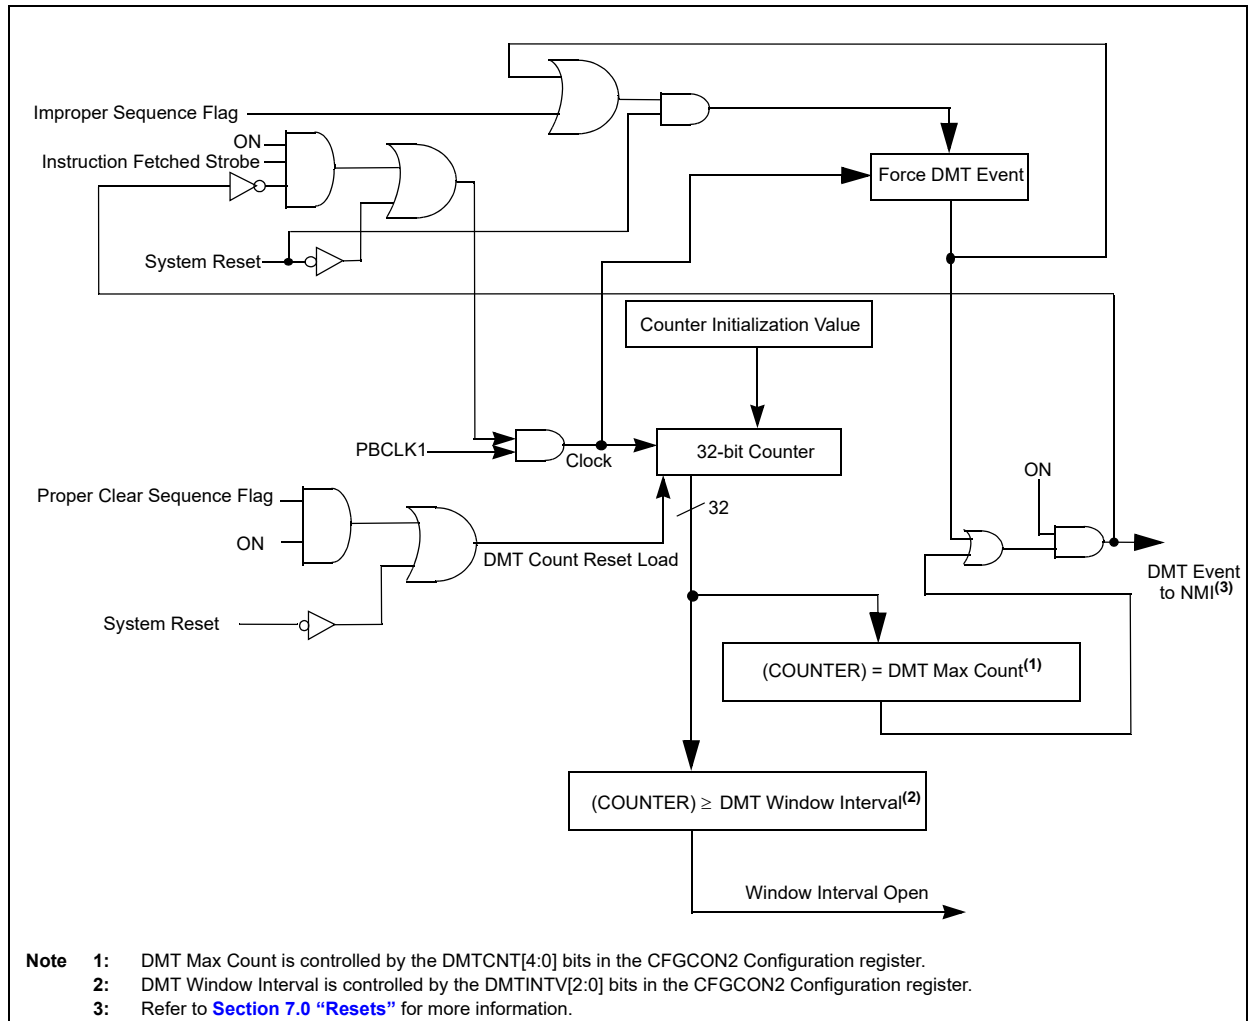 Improper Sequence Flag
ON
Instruction Fetched Strobe
Force DMT Event
System Reset
Counter Initialization Value
PBCLK1
Clock
32-bit Counter
Proper Clear Sequence Flag
ON
32
ON
DMT Count Reset Load
DMT Event
to NMI(3)
System Reset
(COUNTER) = DMT Max Count(1)
(COUNTER) ≥ DMT Window Interval(2)
Window Interval Open
Note 1: DMT Max Count is controlled by the DMTCNT[4:0] bits in the CFGCON2 Configuration register.
2: DMT Window Interval is controlled by the DMTINTV[2:0] bits in the CFGCON2 Configuration register.
3: Refer to Section 7.0 “Resets” for more information.